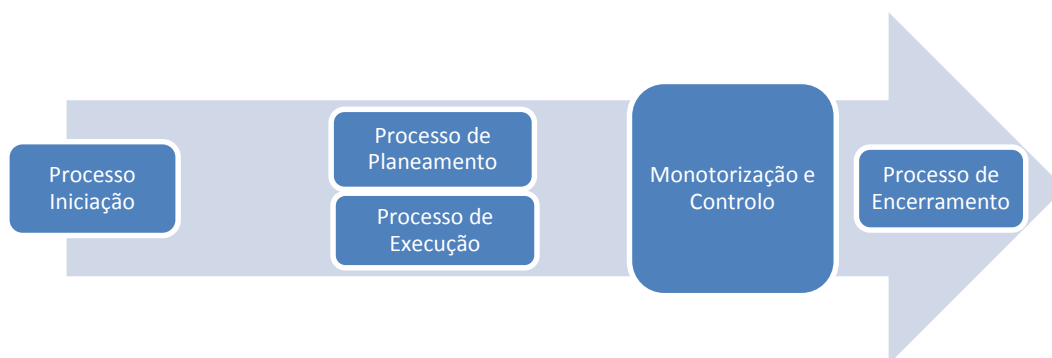 Processo
Iniciação
Processo de
Planeamento
Processo de
Execução
Monotorização e
Controlo
Processo de
Encerramento